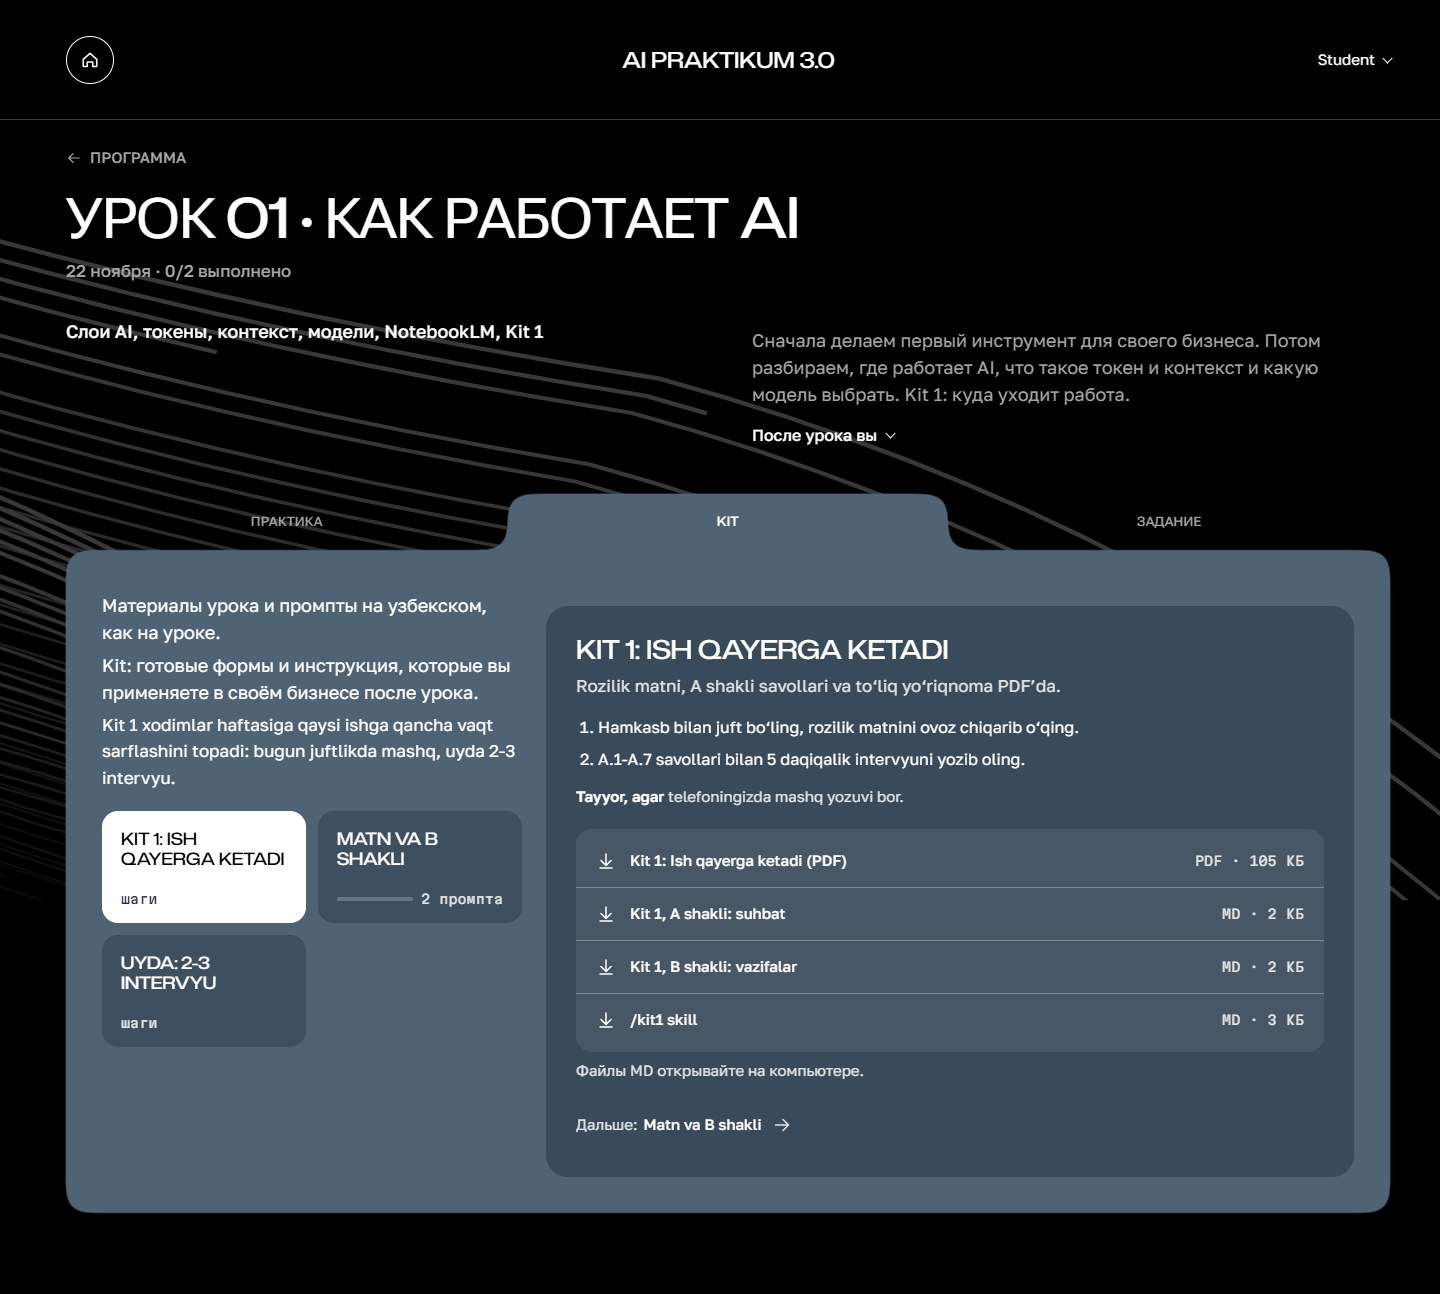 AI PRAKTIKUM 3.0
Student
← ПРОГРАММА
УРОК 01 • КАК РАБОТАЕТ AI
22 ноября · 0/2 выполнено
Слои AI, токены, контекст, модели, NotebookLM, Kit 1
Сначала делаем первый инструмент для своего бизнеса. Потом
разбираем, где работает AI, что такое токен и контекст и какую
модель выбрать. Kit 1: куда уходит работа.
После урока вы
ПРАКТИКА
KIT
ЗАДАНИЕ
Материалы урока и промпты на узбекском,
как на уроке.
Kit: готовые формы и инструкция, которые вы
применяете в своём бизнесе после урока.
Kit 1 xodimlar haftasiga qaysi ishga qancha vaqt
sarflashini topadi: bugun juftlikda mashq, uyda 2-3
intervyu.
KIT 1: ISH
QAYERGA KETADI
шаги
MATN VA B
SHAKLI
2 промпта
UYDA: 2-3
INTERVYU
шаги
KIT 1: ISH QAYERGA KETADI
Rozilik matni, A shakli savollari va to‘liq yo‘riqnoma PDF’da.
1. Hamkasb bilan juft bo‘ling, rozilik matnini ovoz chiqarib o‘qing.
2. A.1-A.7 savollari bilan 5 daqiqalik intervyuni yozib oling.
Tayyor, agar telefoningizda mashq yozuvi bor.
Kit 1: Ish qayerga ketadi (PDF)
PDF · 105 КБ
Kit 1, A shakli: suhbat
MD · 2 КБ
Kit 1, B shakli: vazifalar
MD · 2 КБ
/kit1 skill
MD · 3 КБ
Файлы MD открывайте на компьютере.
Дальше: Matn va B shakli →